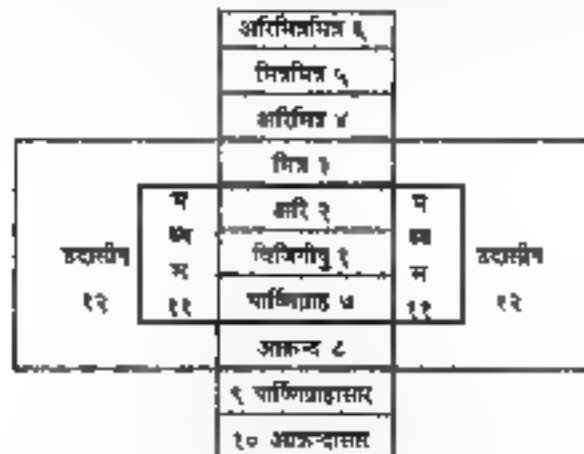 अरिमित्रमित्र ६
मित्रमित्र ५
अरिमित्र ४
मित्र ३
अरि २
विजिगीषु १
पार्ष्णिग्राह ७
आक्रन्द ८
९ पार्ष्णिग्राहासार
१० आक्रन्दासार
म
ध्य
म
११
म
ध्य
म
११
उदासीन
१२
उदासीन
१२